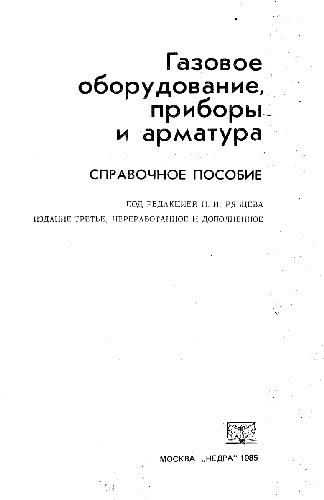 Газовое
оборудование,
приборы
и арматура
СПРАВОЧНОЕ ПОСОБИЕ
ПОД РЕДАКЦИЕЙ Н. И. РЯБЦЕВА
ИЗДАНИЕ ТРЕТЬЕ, ПЕРЕРАБОТАННОЕ И ДОПОЛНЕННОЕ
МОСКВА „НЕДРА" 1985